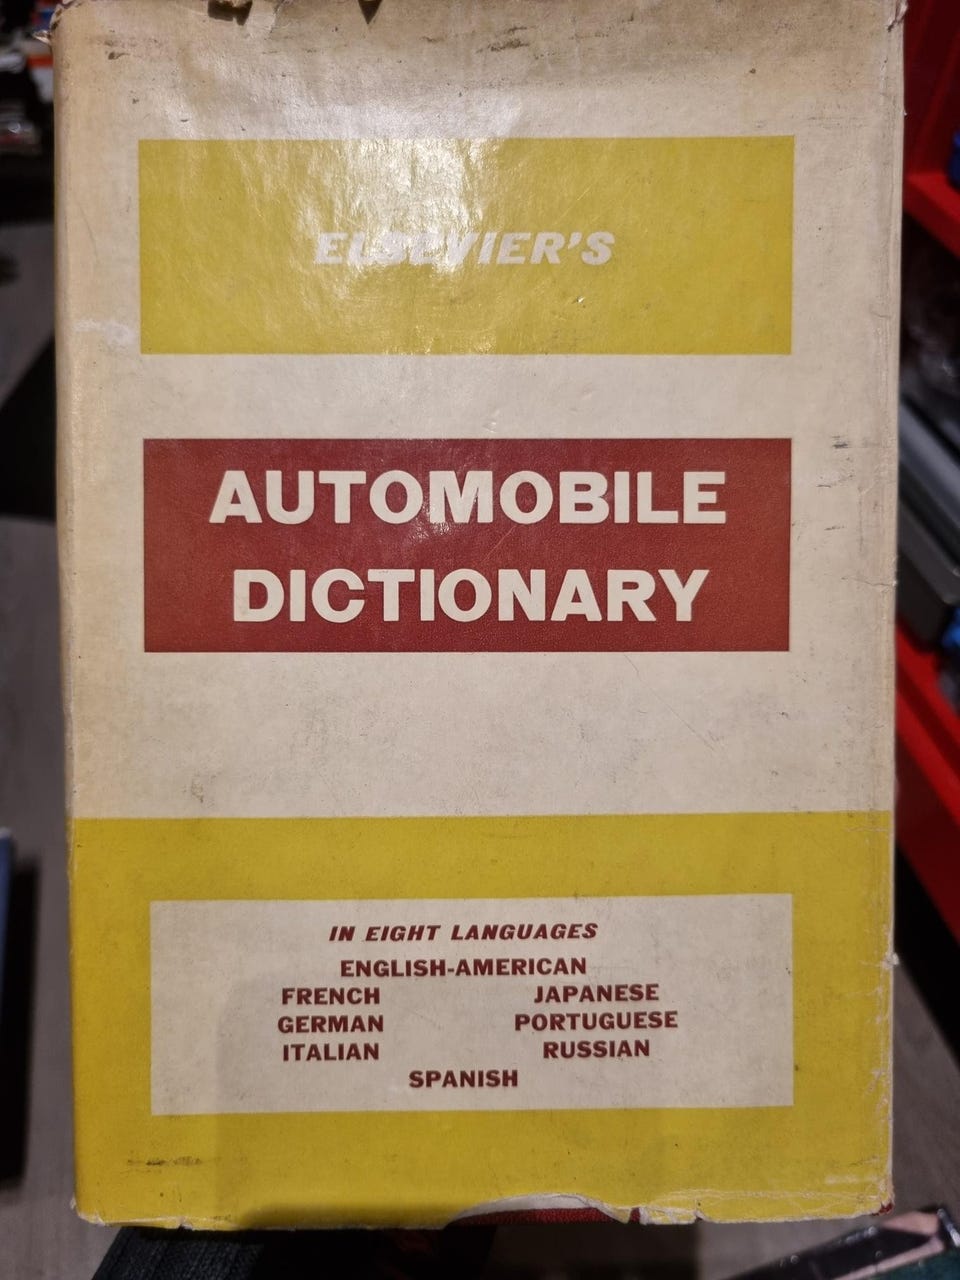 ELSEVIER'S
AUTOMOBILE
DICTIONARY
IN EIGHT LANGUAGES
ENGLISH-AMERICAN
FRENCH JAPANESE
GERMAN PORTUGUESE
ITALIAN RUSSIAN
SPANISH